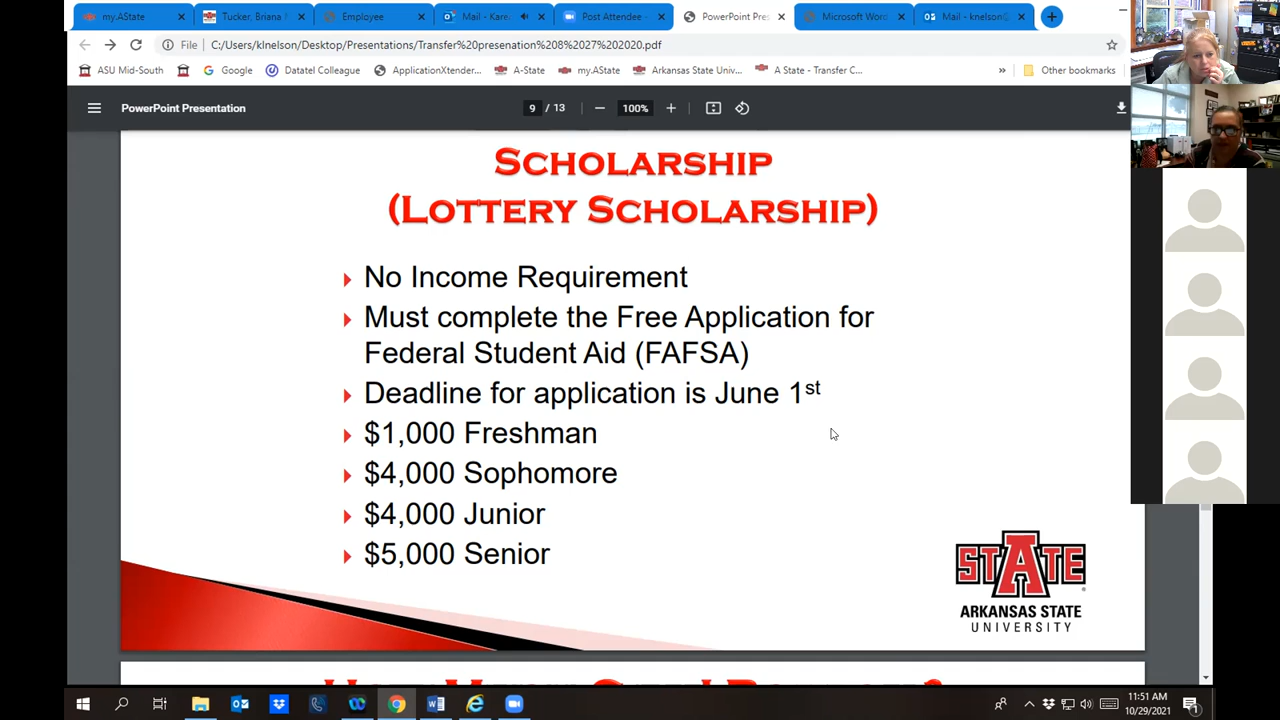 my.AState
Tucker, Briana M
Employee
Mail - Kare
Post Attendee -
PowerPoint Pres
Microsoft Word
Mail - knelson@
File
C:/Users/klnelson/Desktop/Presentations/Transfer%20presenation%208%2027%202020.pdf
ASU Mid-South
Google
Datatel Colleague
ApplicationXtender...
A-State
my.AState
Arkansas State Univ...
A State - Transfer C...
»
Other bookmarks
PowerPoint Presentation
9 / 13
100%
Scholarship
(Lottery Scholarship)
No Income Requirement
Must complete the Free Application for
Federal Student Aid (FAFSA)
Deadline for application is June 1st
$1,000 Freshman
$4,000 Sophomore
$4,000 Junior
$5,000 Senior
STATE
ARKANSAS STATE
UNIVERSITY
11:51 AM
10/29/2021
1